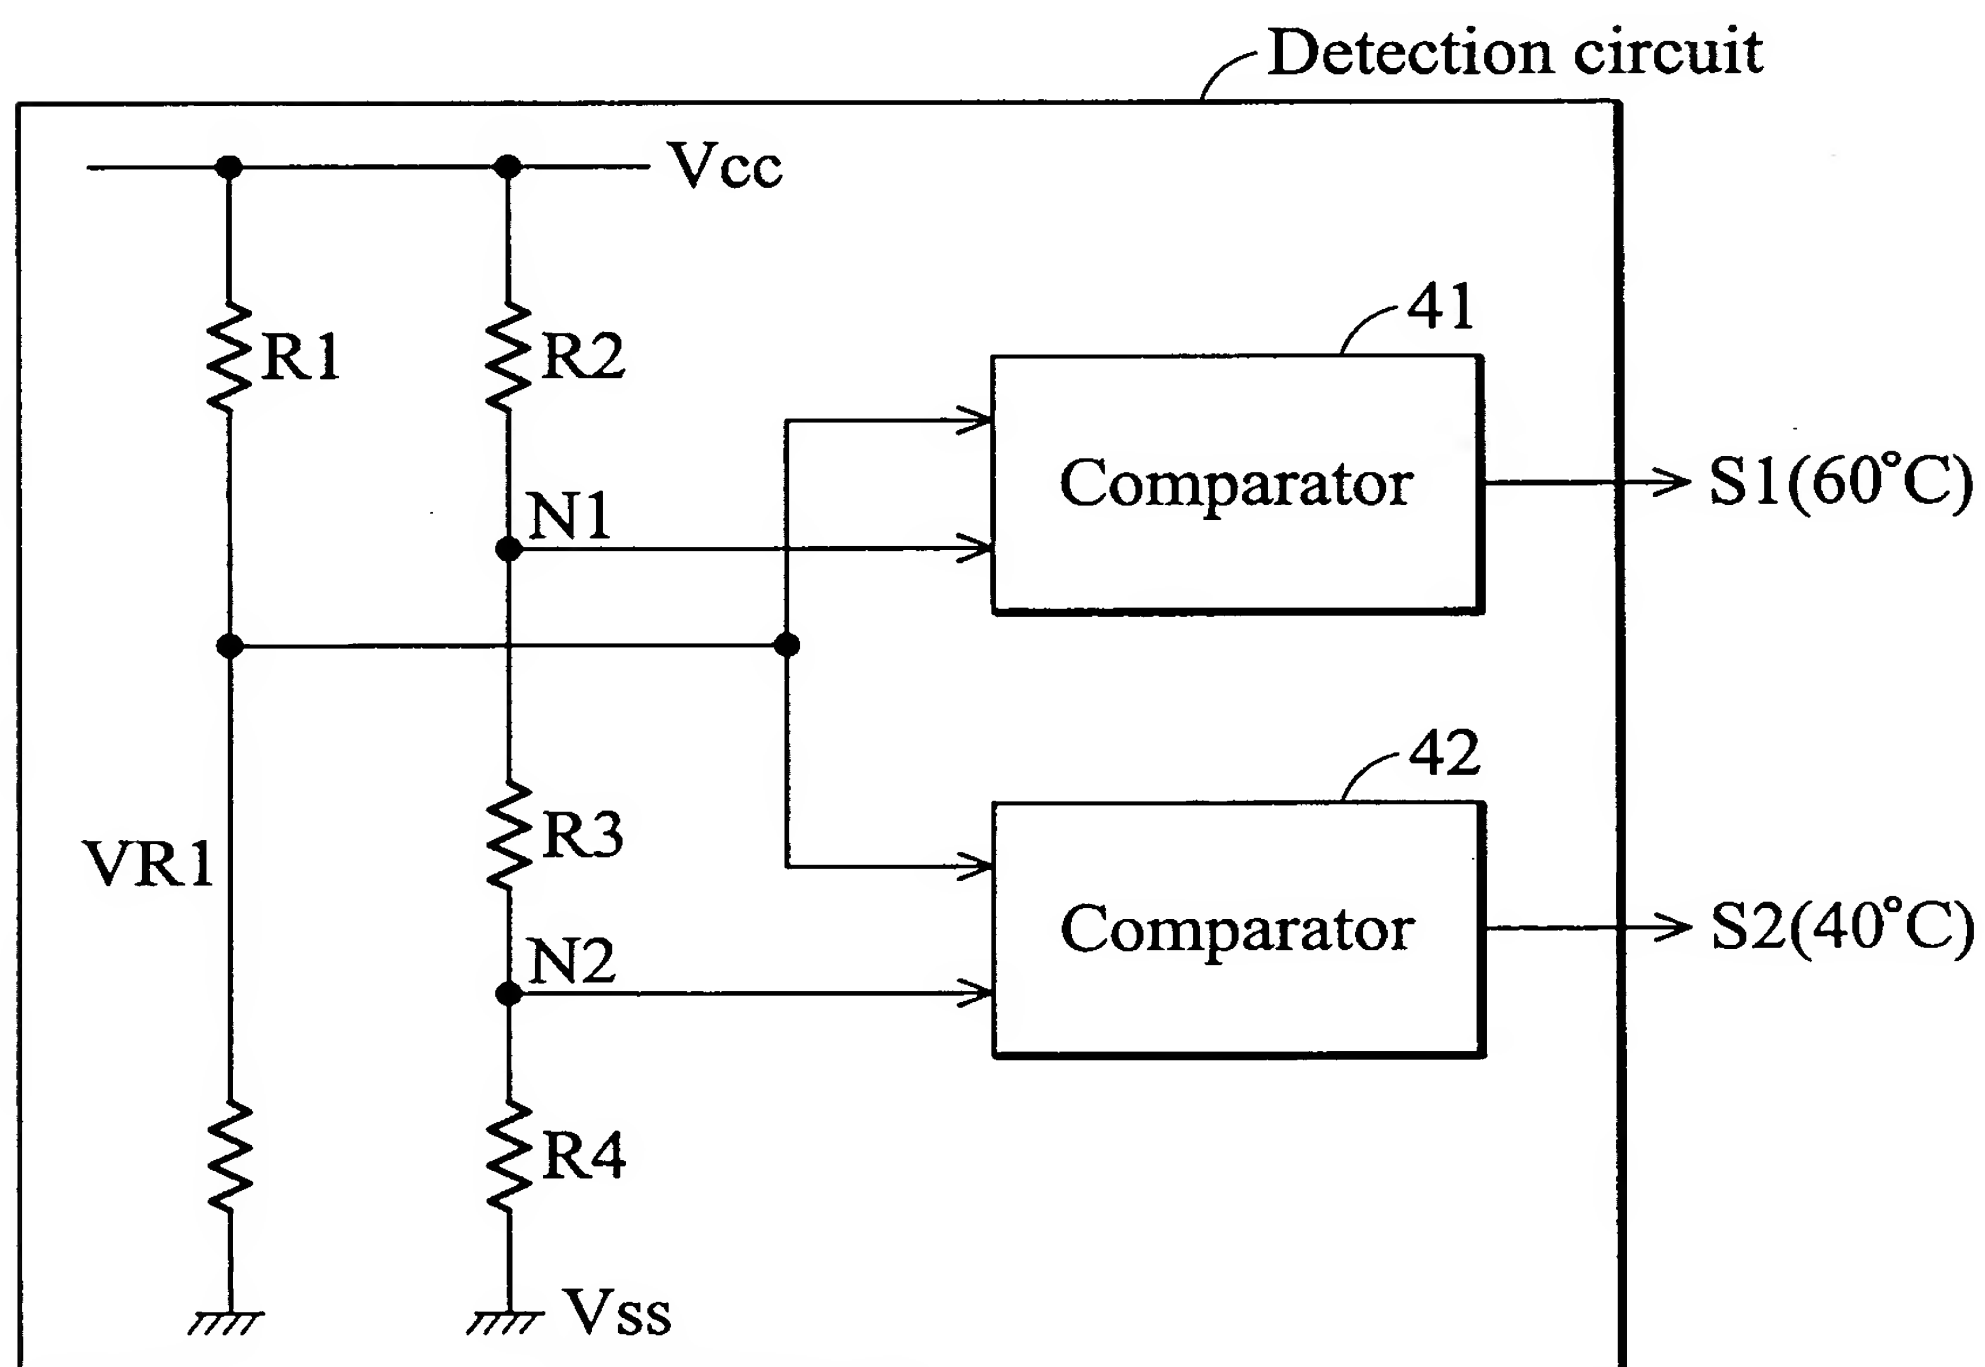 Detection circuit
Vcc
R1
R2
41
Comparator
S1(60°C)
N1
42
R3
VR1
Comparator
S2(40°C)
N2
R4
Vss